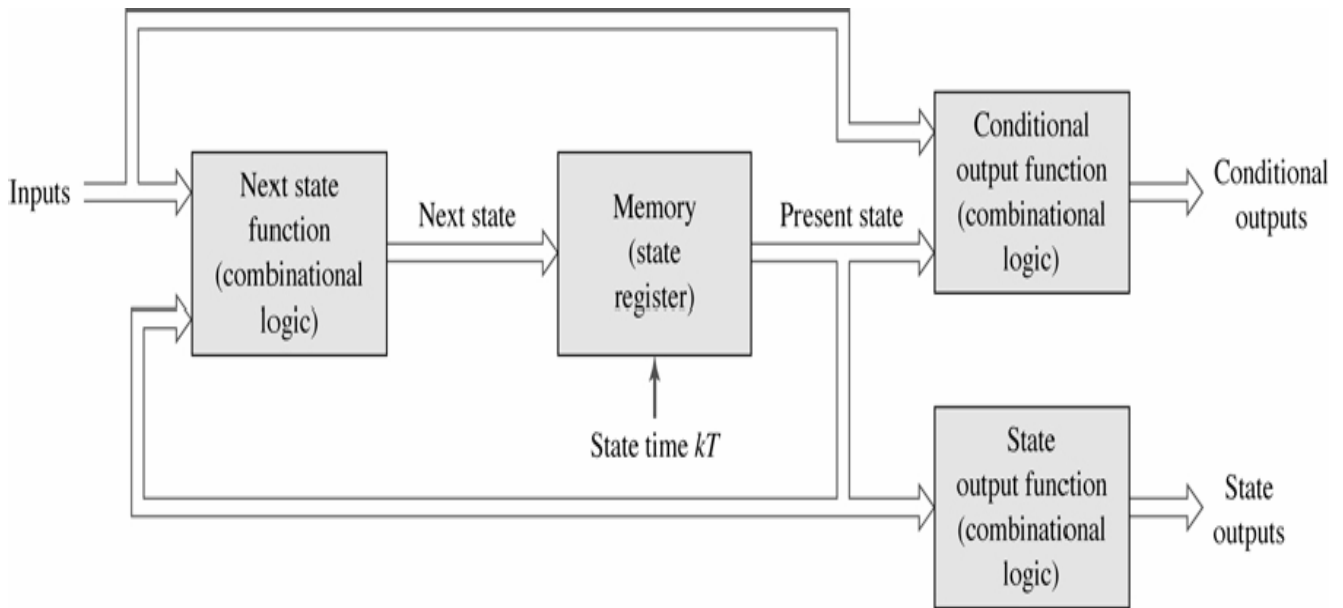 Inputs
Next state
function
(combinational
logic)
Next state
Memory
(state
register)
State time kT
Present state
Conditional
output function
(combinational
logic)
Conditional
outputs
State
output function
(combinational
logic)
State
outputs